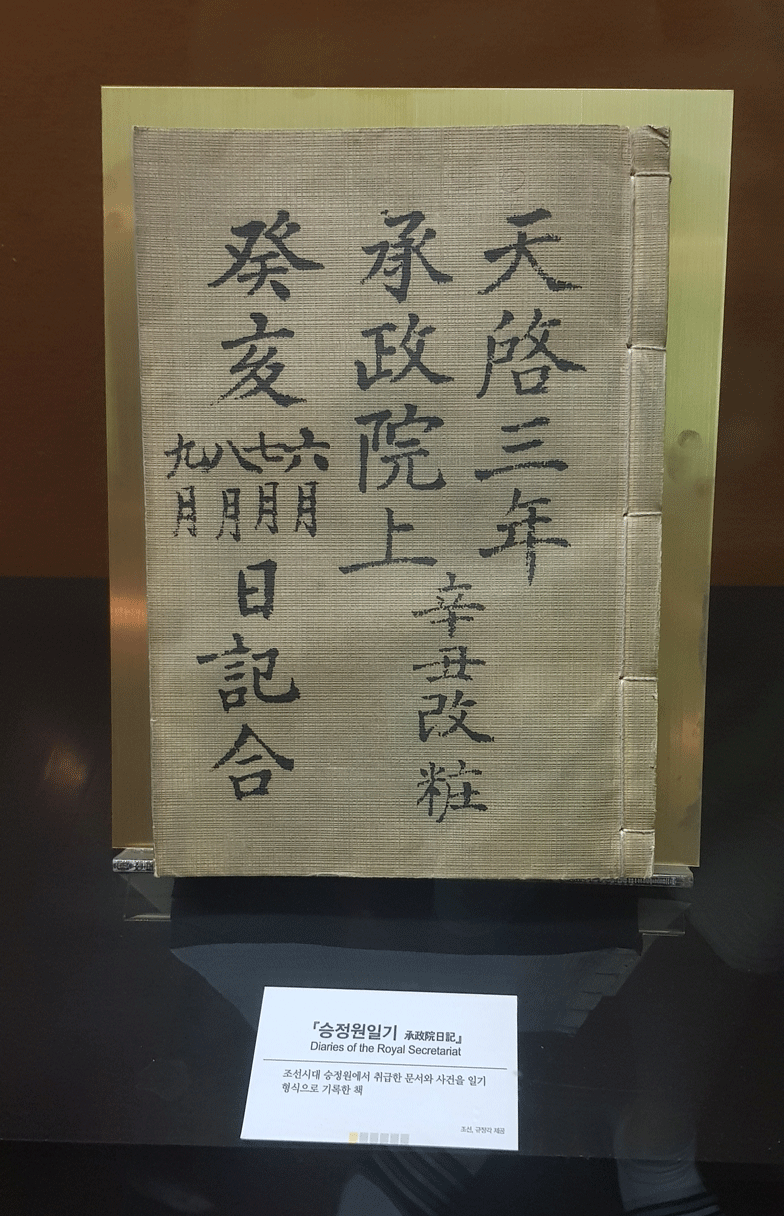 天啓三年
承政院上
辛丑改粧
癸亥
六月
七月
八月
九月
日記合
『승정원일기 承政院日記』
Diaries of the Royal Secretariat
조선시대 승정원에서 취급한 문서와 사건을 일기
형식으로 기록한 책
조선, 규장각 제공